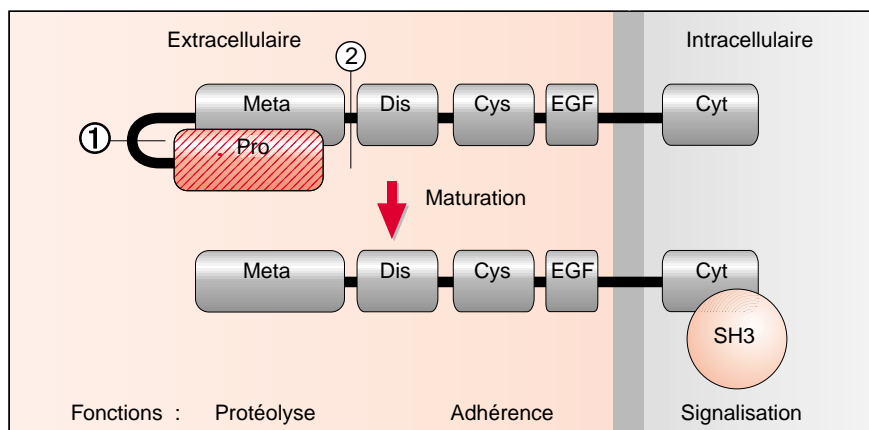 Extracellulaire Intracellulaire
2
Meta Dis Cys EGF Cyt
1
Pro
Maturation
Meta Dis Cys EGF Cyt
SH3
Fonctions : Protéolyse Adhérence Signalisation